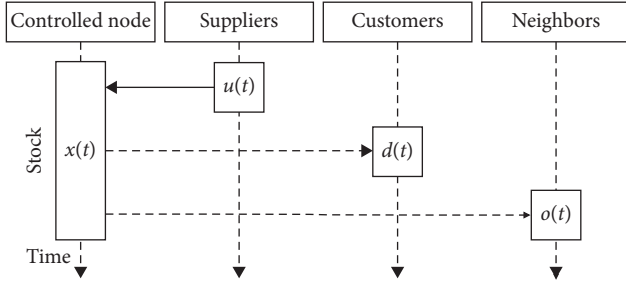 Controlled node
Suppliers
Customers
Neighbors
u(t)
Stock
x(t)
d(t)
o(t)
Time